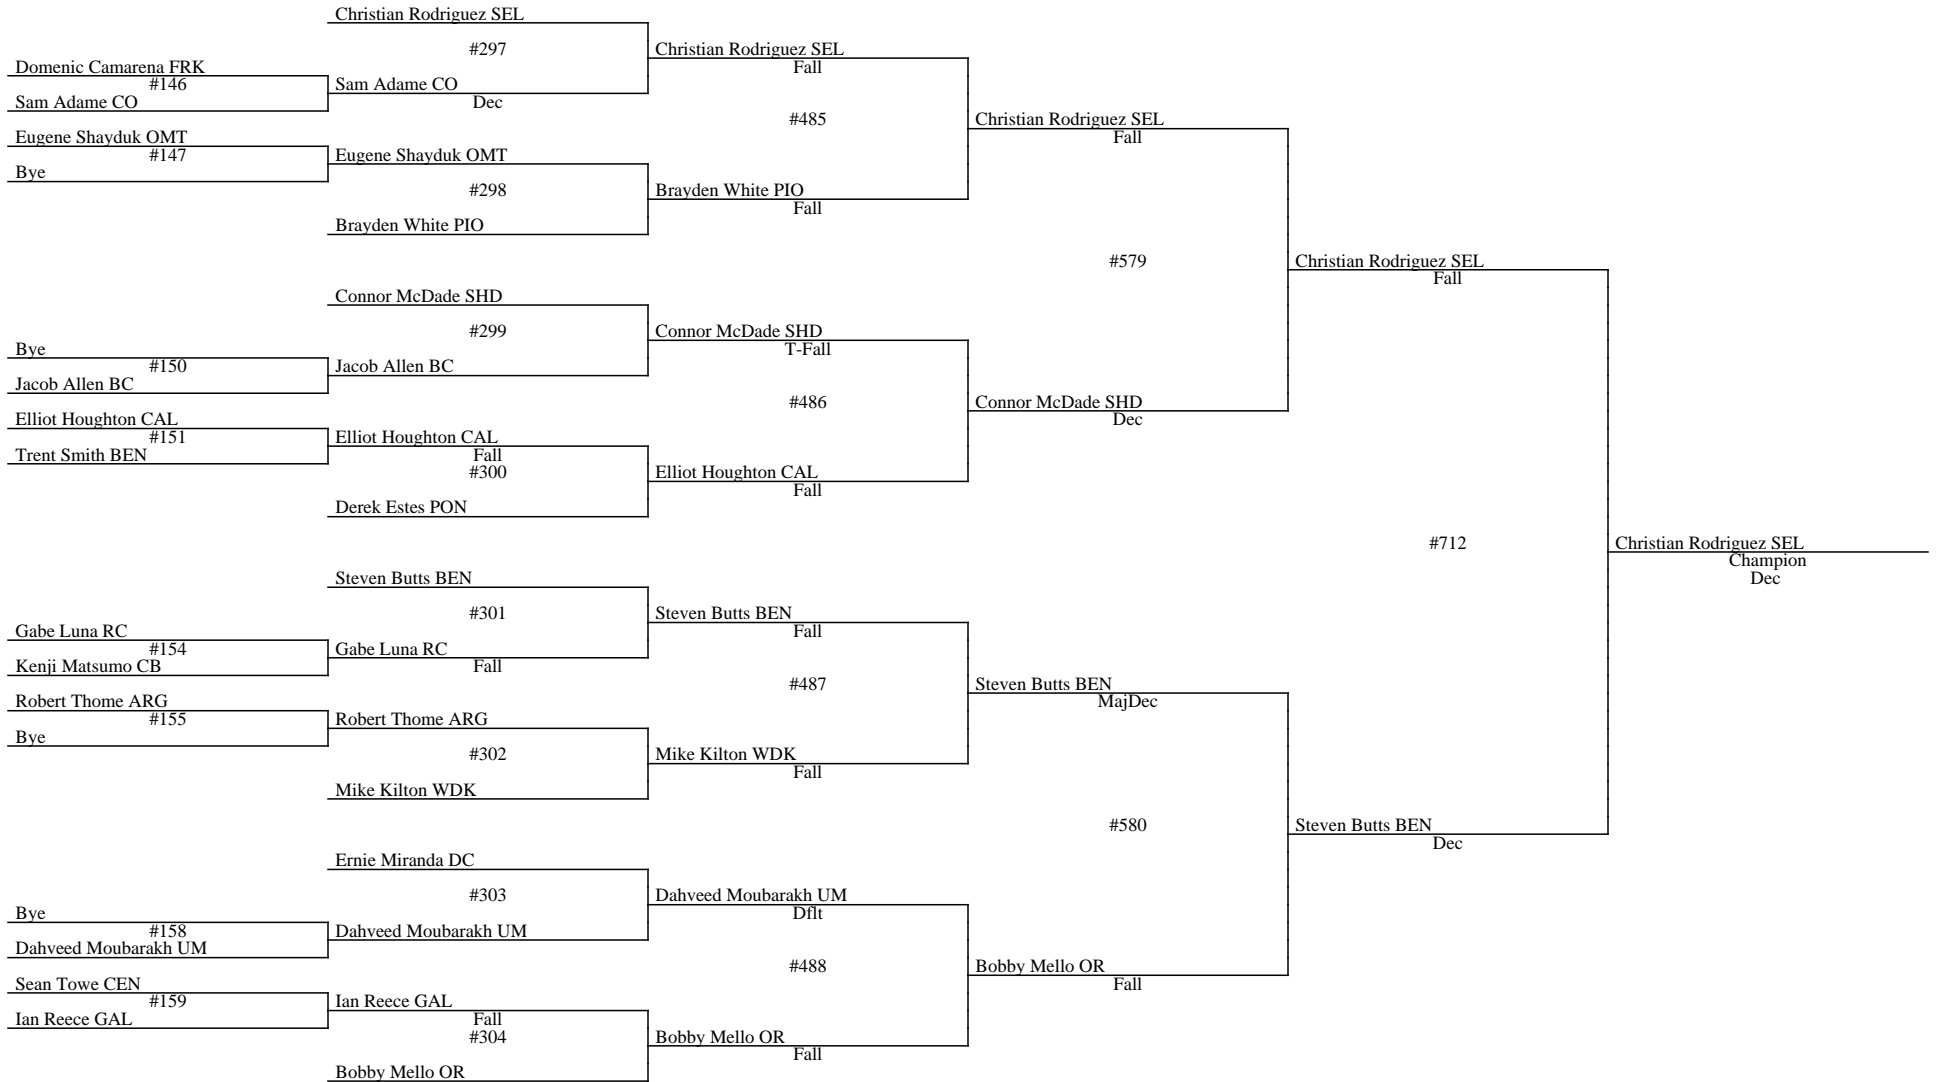 Christian Rodriguez SEL
#297
Christian Rodriguez SEL
Fall
Domenic Camarena FRK
#146
Sam Adame CO
Sam Adame CO
Dec
#485
Christian Rodriguez SEL
Fall
Eugene Shayduk OMT
#147
Bye
Eugene Shayduk OMT
#298
Brayden White PIO
Fall
Brayden White PIO
#579
Christian Rodriguez SEL
Fall
Connor McDade SHD
#299
Connor McDade SHD
T-Fall
Bye
#150
Jacob Allen BC
Jacob Allen BC
#486
Connor McDade SHD
Dec
Elliot Houghton CAL
#151
Trent Smith BEN
Elliot Houghton CAL
Fall
#300
Elliot Houghton CAL
Fall
Derek Estes PON
#712
Christian Rodriguez SEL
Champion
Dec
Steven Butts BEN
#301
Steven Butts BEN
Fall
Gabe Luna RC
#154
Kenji Matsumo CB
Gabe Luna RC
Fall
#487
Steven Butts BEN
MajDec
Robert Thome ARG
#155
Bye
Robert Thome ARG
#302
Mike Kilton WDK
Fall
Mike Kilton WDK
#580
Steven Butts BEN
Dec
Ernie Miranda DC
#303
Dahveed Moubarakh UM
Dflt
Bye
#158
Dahveed Moubarakh UM
Dahveed Moubarakh UM
#488
Bobby Mello OR
Fall
Sean Towe CEN
#159
Ian Reece GAL
Ian Reece GAL
Fall
#304
Bobby Mello OR
Fall
Bobby Mello OR